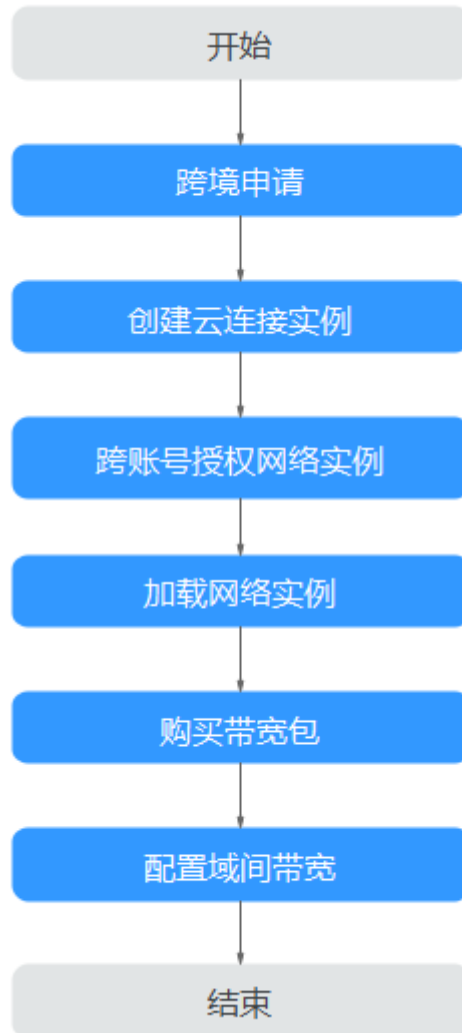 开始
跨境申请
创建云连接实例
跨账号授权网络实例
加载网络实例
购买带宽包
配置域间带宽
结束